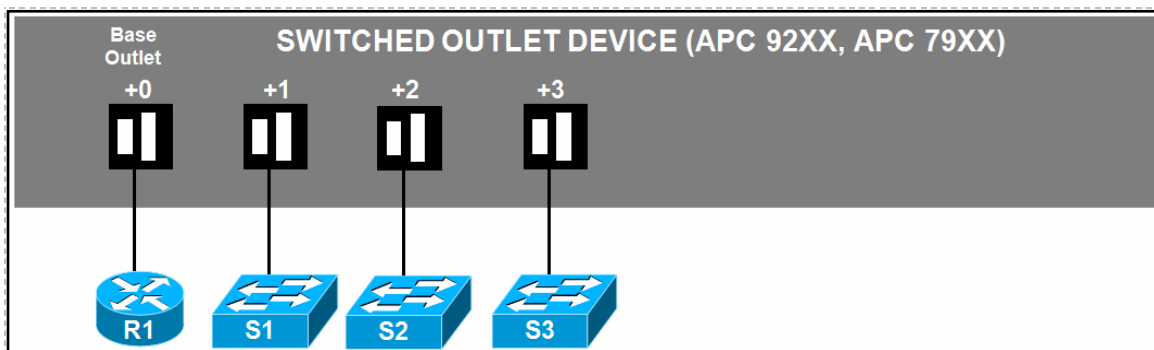 Base
Outlet
SWITCHED OUTLET DEVICE (APC 92XX, APC 79XX)
+0
+1
+2
+3
R1
S1
S2
S3